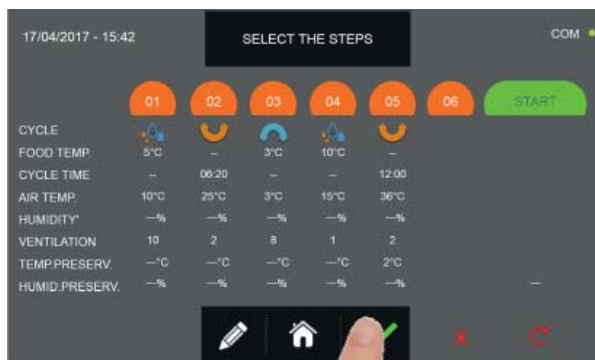 17/04/2017 - 15:42 SELECT THE STEPS COM
01 02 03 04 05 06 START
CYCLE
FOOD TEMP. 5°C -- 3°C 10°C --
CYCLE TIME -- 06:20 -- -- 12:00
AIR TEMP. 10°C 25°C 3°C 15°C 36°C
HUMIDITY* ---% ---% ---% ---% ---%
VENTILATION 10 2 8 1 2
TEMP.PRESERV. ---°C ---°C ---°C ---°C 2°C
HUMID.PRESERV. ---% ---% ---% ---% ---% ---
X